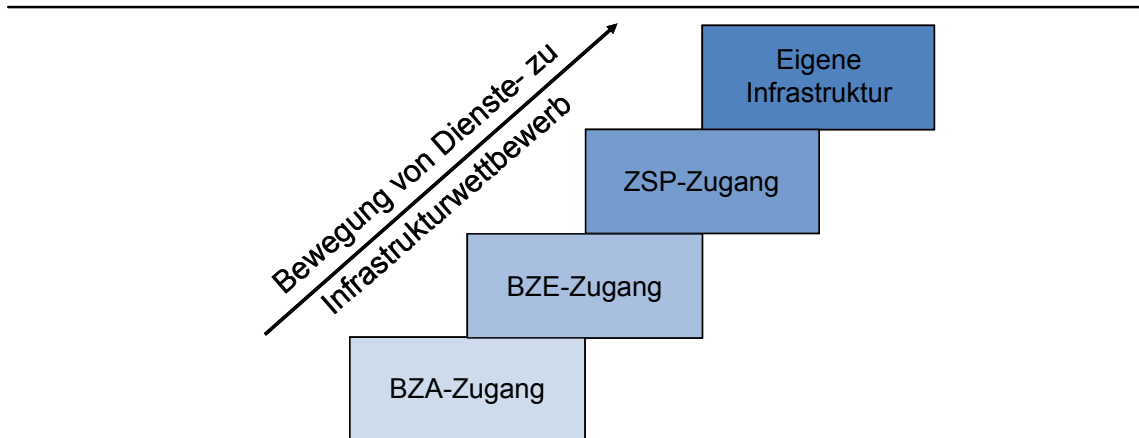 Bewegung von Dienste- zu
Infrastrukturwettbewerb
Eigene
Infrastruktur
ZSP-Zugang
BZE-Zugang
BZA-Zugang